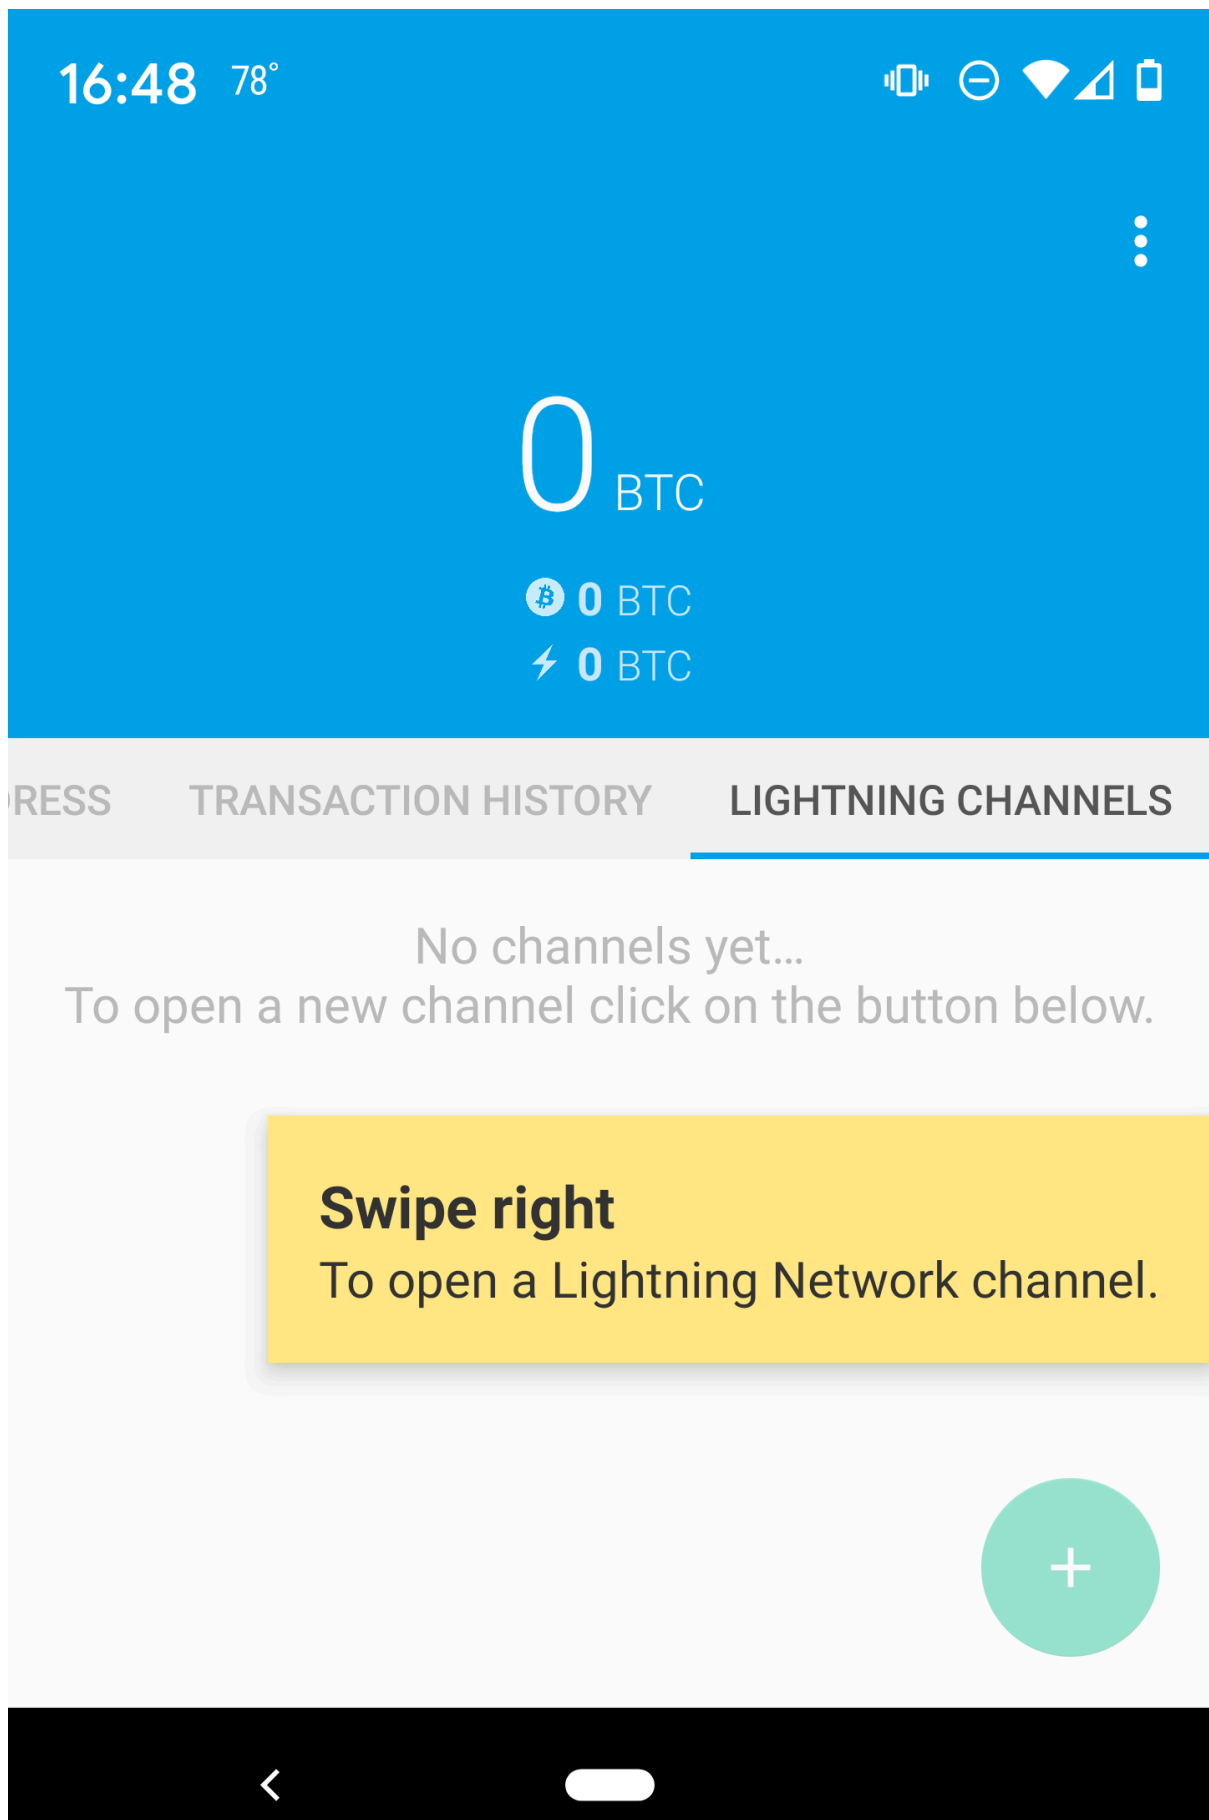 16:48 78°
0 BTC
0 BTC
0 BTC
DRESS TRANSACTION HISTORY LIGHTNING CHANNELS
No channels yet...
To open a new channel click on the button below.
Swipe right
To open a Lightning Network channel.
+